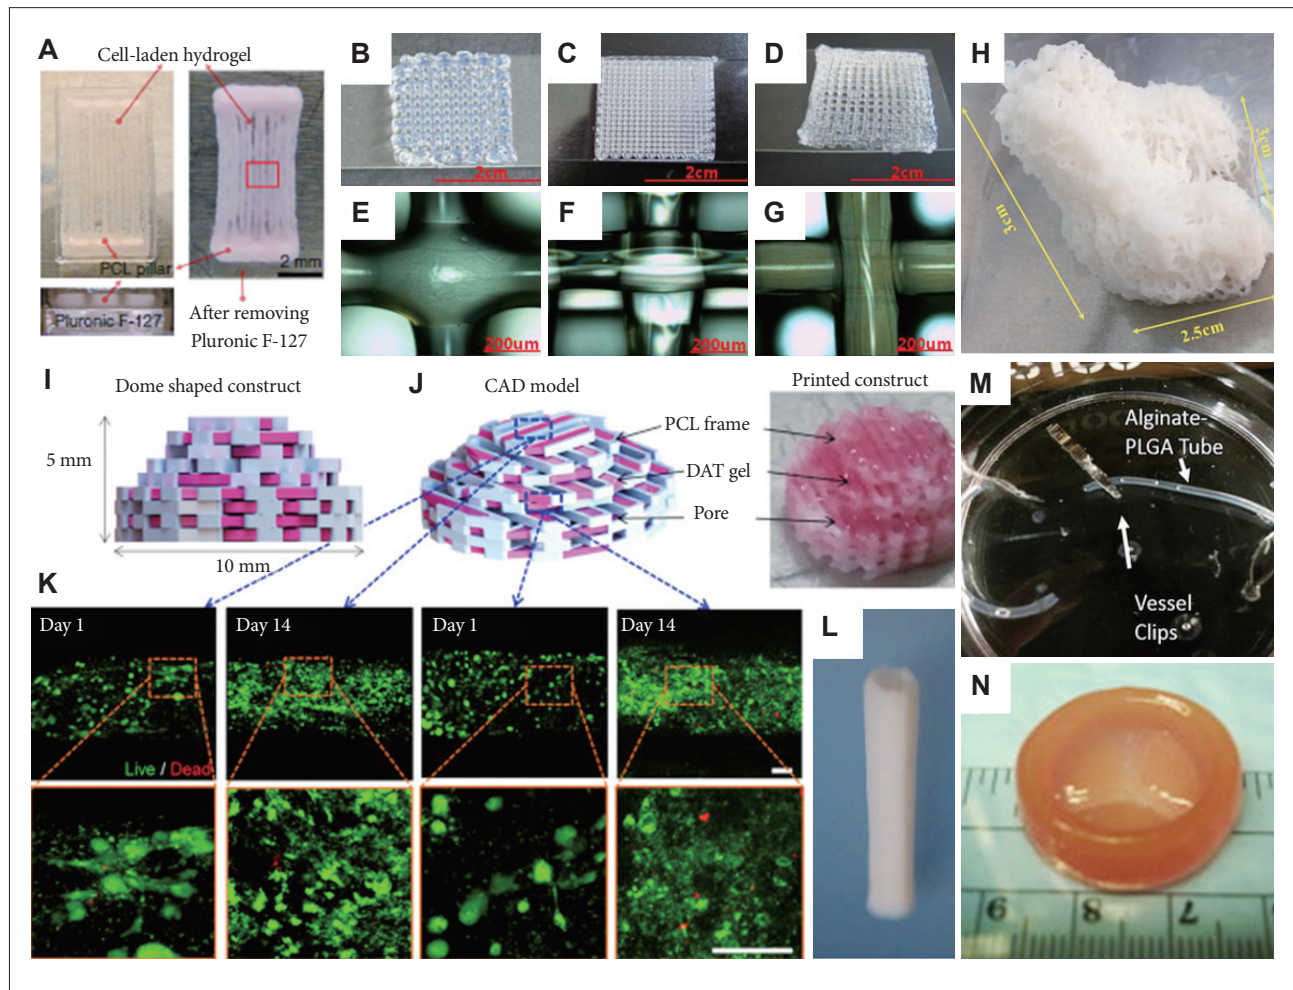 A
Cell-laden hydrogel
PCL pillar
2 mm
Pluronic F-127
After removing
Pluronic F-127
B
2cm
C
2cm
D
2cm
E
200um
F
200um
G
200um
H
3cm
3cm
2.5cm
I
Dome shaped construct
5 mm
10 mm
J
CAD model
Printed construct
PCL frame
DAT gel
Pore
K
Day 1
Day 14
Day 1
Day 14
Live / Dead
L
M
Alginate-
PLGA Tube
Vessel
Clips
N
9
8
7